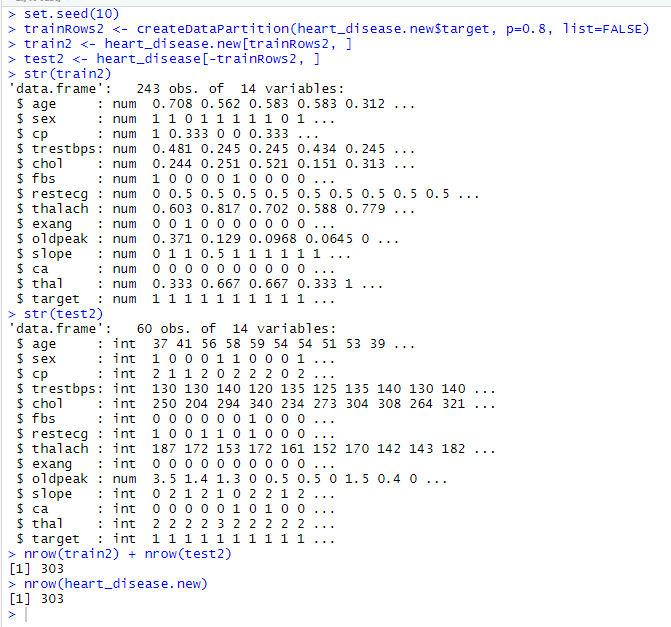 > set.seed(10)
> trainRows2 <- createDataPartition(heart_disease.new$target, p=0.8, list=FALSE)
> train2 <- heart_disease.new[trainRows2, ]
> test2 <- heart_disease[-trainRows2, ]
> str(train2)
'data.frame':   243 obs. of  14 variables:
 $ age     : num  0.708 0.562 0.583 0.583 0.312 ...
 $ sex     : num  1 1 0 1 1 1 1 1 0 1 ...
 $ cp      : num  1 0.333 0 0 0.333 ...
 $ trestbps: num  0.481 0.245 0.245 0.434 0.245 ...
 $ chol    : num  0.244 0.251 0.521 0.151 0.313 ...
 $ fbs     : num  1 0 0 0 0 1 0 0 0 0 ...
 $ restecg : num  0 0.5 0.5 0.5 0.5 0.5 0.5 0.5 0.5 0.5 ...
 $ thalach : num  0.603 0.817 0.702 0.588 0.779 ...
 $ exang   : num  0 0 1 0 0 0 0 0 0 0 ...
 $ oldpeak : num  0.371 0.129 0.0968 0.0645 0 ...
 $ slope   : num  0 1 1 0.5 1 1 1 1 1 1 ...
 $ ca      : num  0 0 0 0 0 0 0 0 0 0 ...
 $ thal    : num  0.333 0.667 0.667 0.333 1 ...
 $ target  : num  1 1 1 1 1 1 1 1 1 1 ...
> str(test2)
'data.frame':   60 obs. of  14 variables:
 $ age     : int  37 41 56 58 59 54 54 51 53 39 ...
 $ sex     : int  1 0 0 0 1 1 0 0 0 1 ...
 $ cp      : int  2 1 1 2 0 2 2 2 0 2 ...
 $ trestbps: int  130 130 140 120 135 125 135 140 130 140 ...
 $ chol    : int  250 204 294 340 234 273 304 308 264 321 ...
 $ fbs     : int  0 0 0 0 0 0 1 0 0 0 ...
 $ restecg : int  1 0 0 1 1 0 1 0 0 0 ...
 $ thalach : int  187 172 153 172 161 152 170 142 143 182 ...
 $ exang   : int  0 0 0 0 0 0 0 0 0 0 ...
 $ oldpeak : num  3.5 1.4 1.3 0 0.5 0.5 0 1.5 0.4 0 ...
 $ slope   : int  0 2 1 2 1 0 2 2 1 2 ...
 $ ca      : int  0 0 0 0 0 1 0 1 0 0 ...
 $ thal    : int  2 2 2 2 3 2 2 2 2 2 ...
 $ target  : int  1 1 1 1 1 1 1 1 1 1 ...
> nrow(train2) + nrow(test2)
[1] 303
> nrow(heart_disease.new)
[1] 303
>